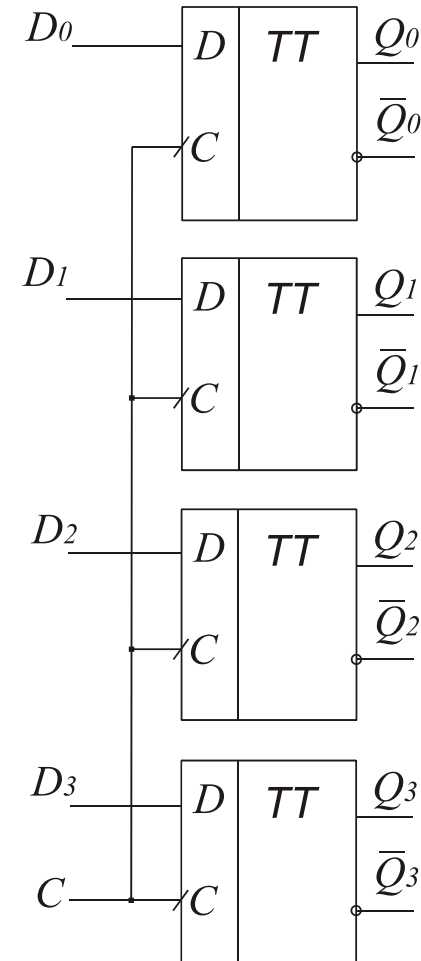 D0 D TT Q0
C Q̅0
D1 D TT Q1
C Q̅1
D2 D TT Q2
C Q̅2
D3 D TT Q3
C C Q̅3